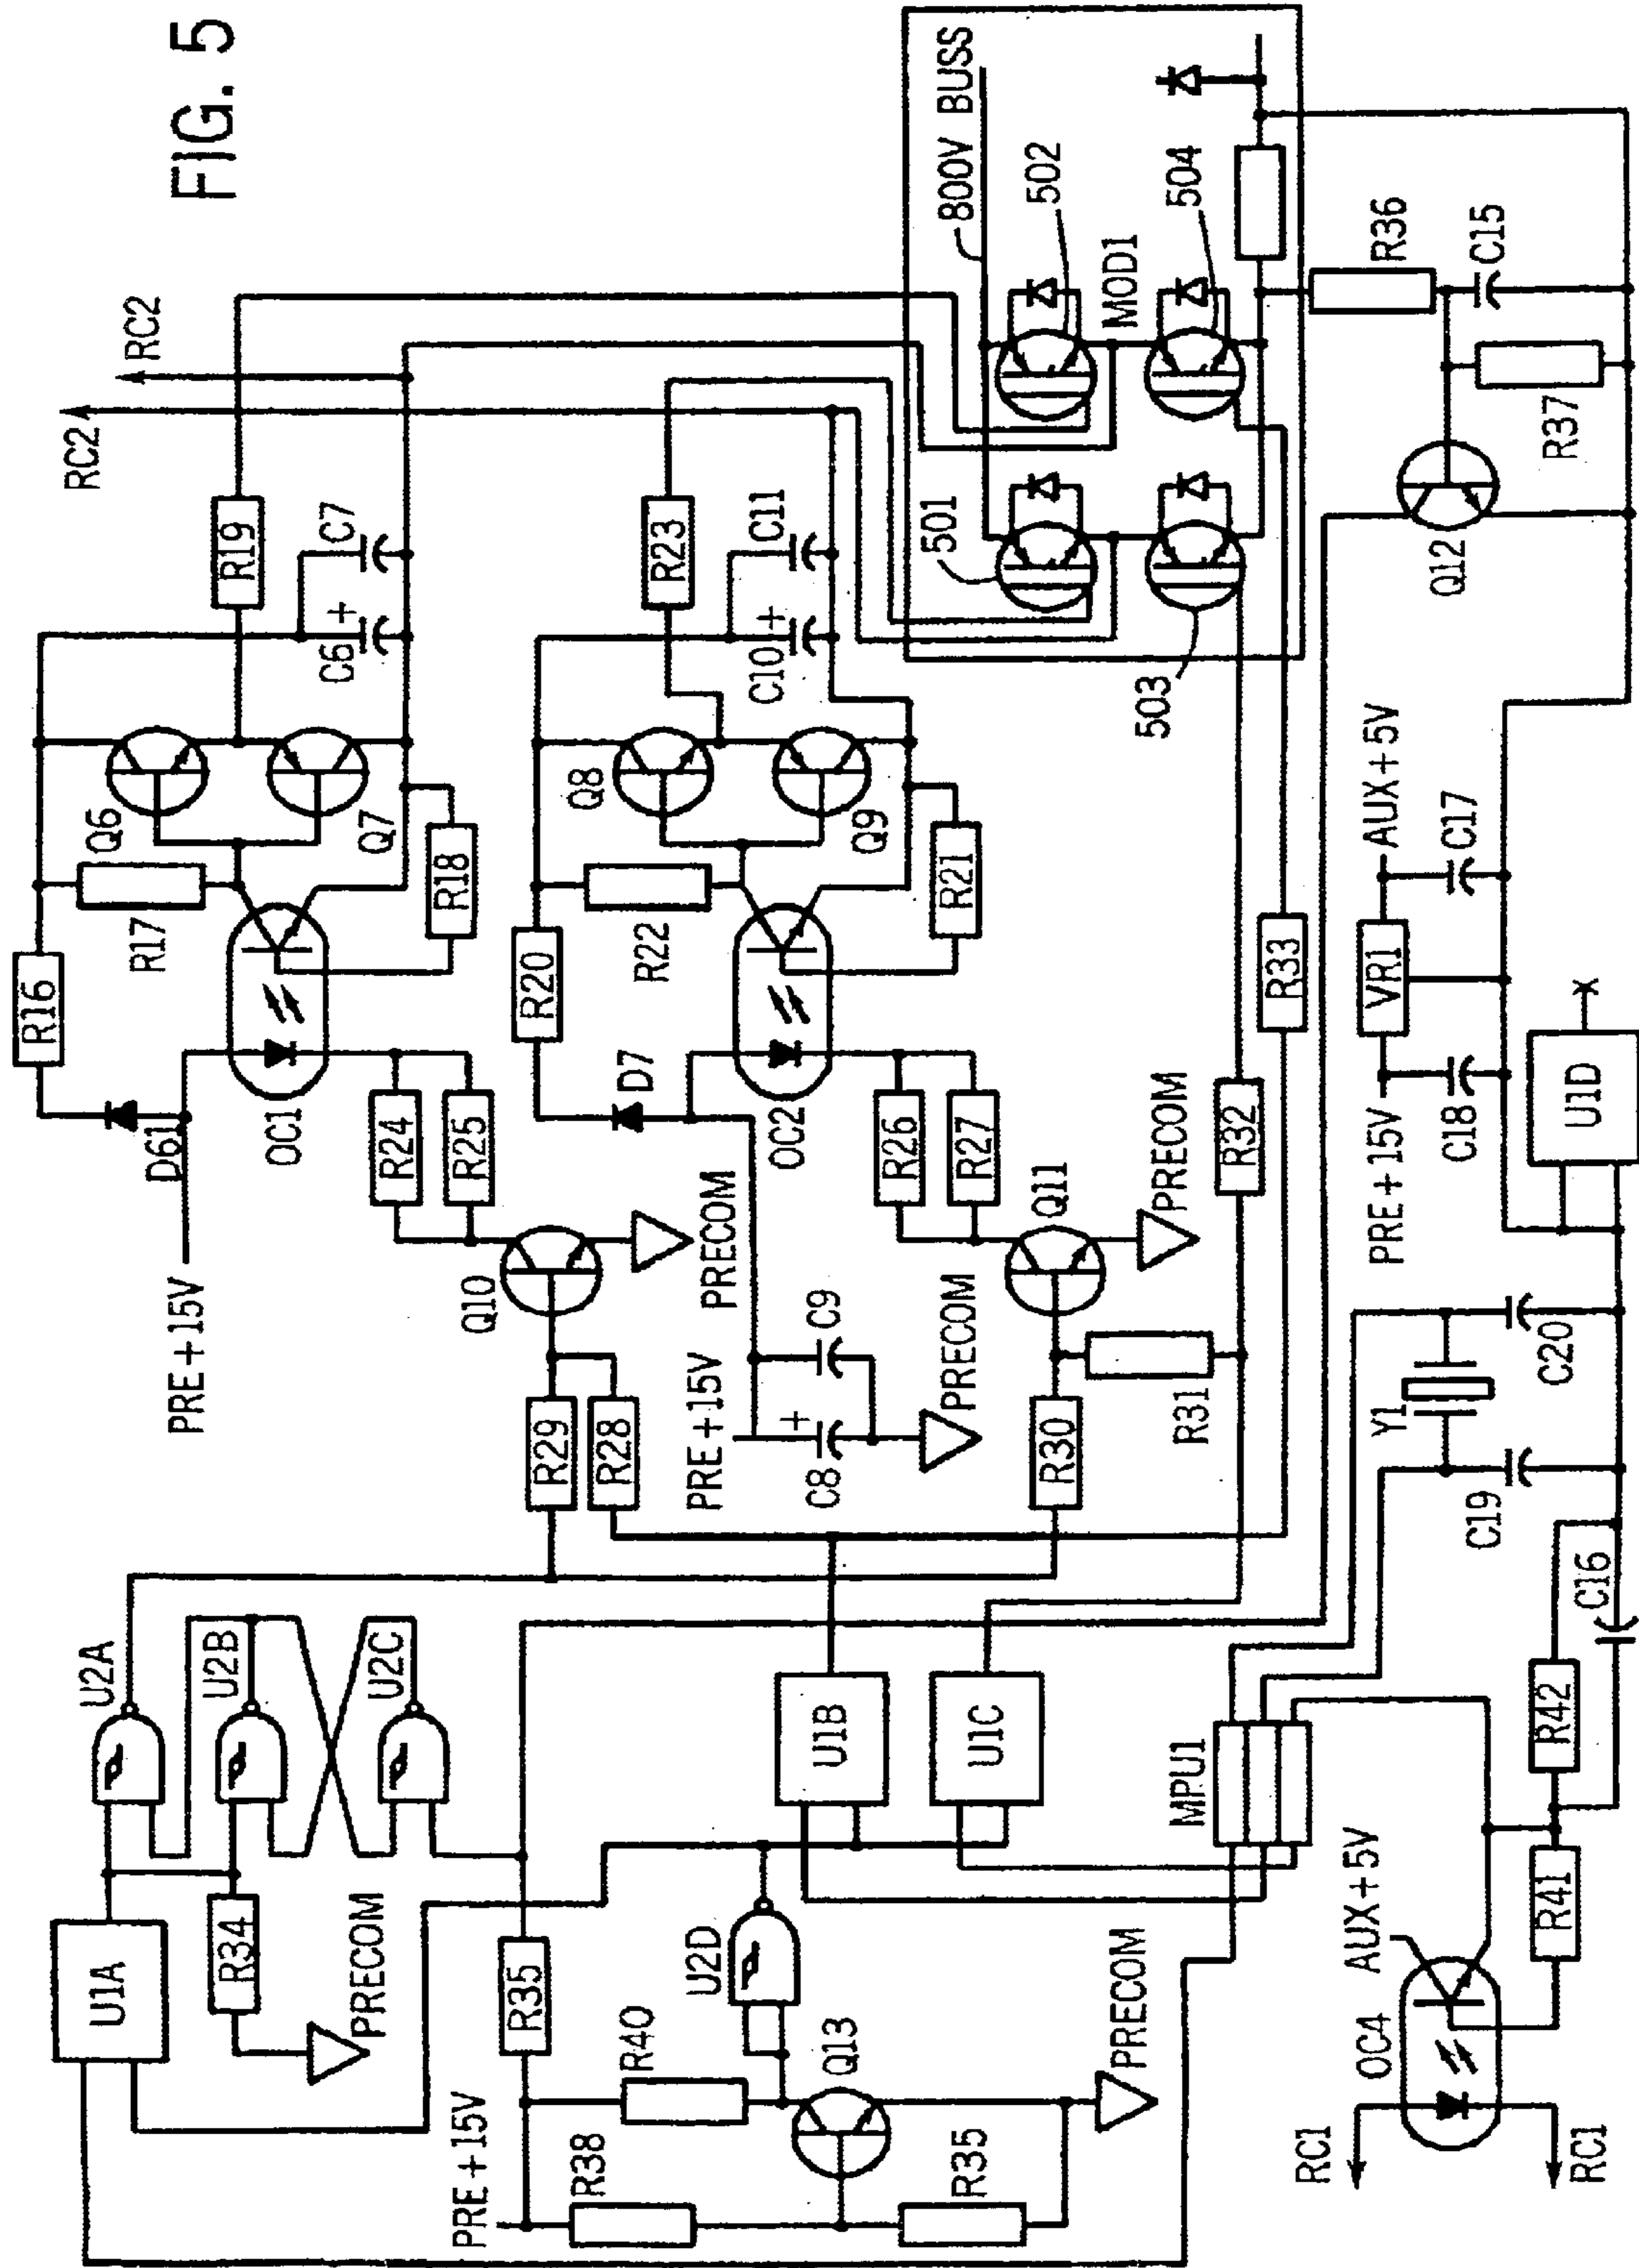 FIG. 5
RC2
RC2
R16
R17
Q6
Q7
R19
C6
+
C7
D61
OC1
R18
PRE+15V
R24
R25
Q10
PRECOM
R20
R22
Q8
Q9
R23
C10
+
C11
D7
OC2
R21
R26
R27
Q11
PRECOM
R29
R28
PRE+15V
C8
+
C9
PRECOM
R30
R31
R32
R33
800V BUSS
501
502
MOD1
503
504
R36
C15
R37
Q12
U1A
U2A
U2B
U2C
R34
PRECOM
R35
PRE+15V
R38
R40
Q13
R35
PRECOM
U2D
U1B
U1C
MPU1
OC4
AUX+5V
RC1
RC1
R41
R42
C16
C19
Y1
C20
PRE+15V
C18
VR1
AUX+5V
C17
U1D
X